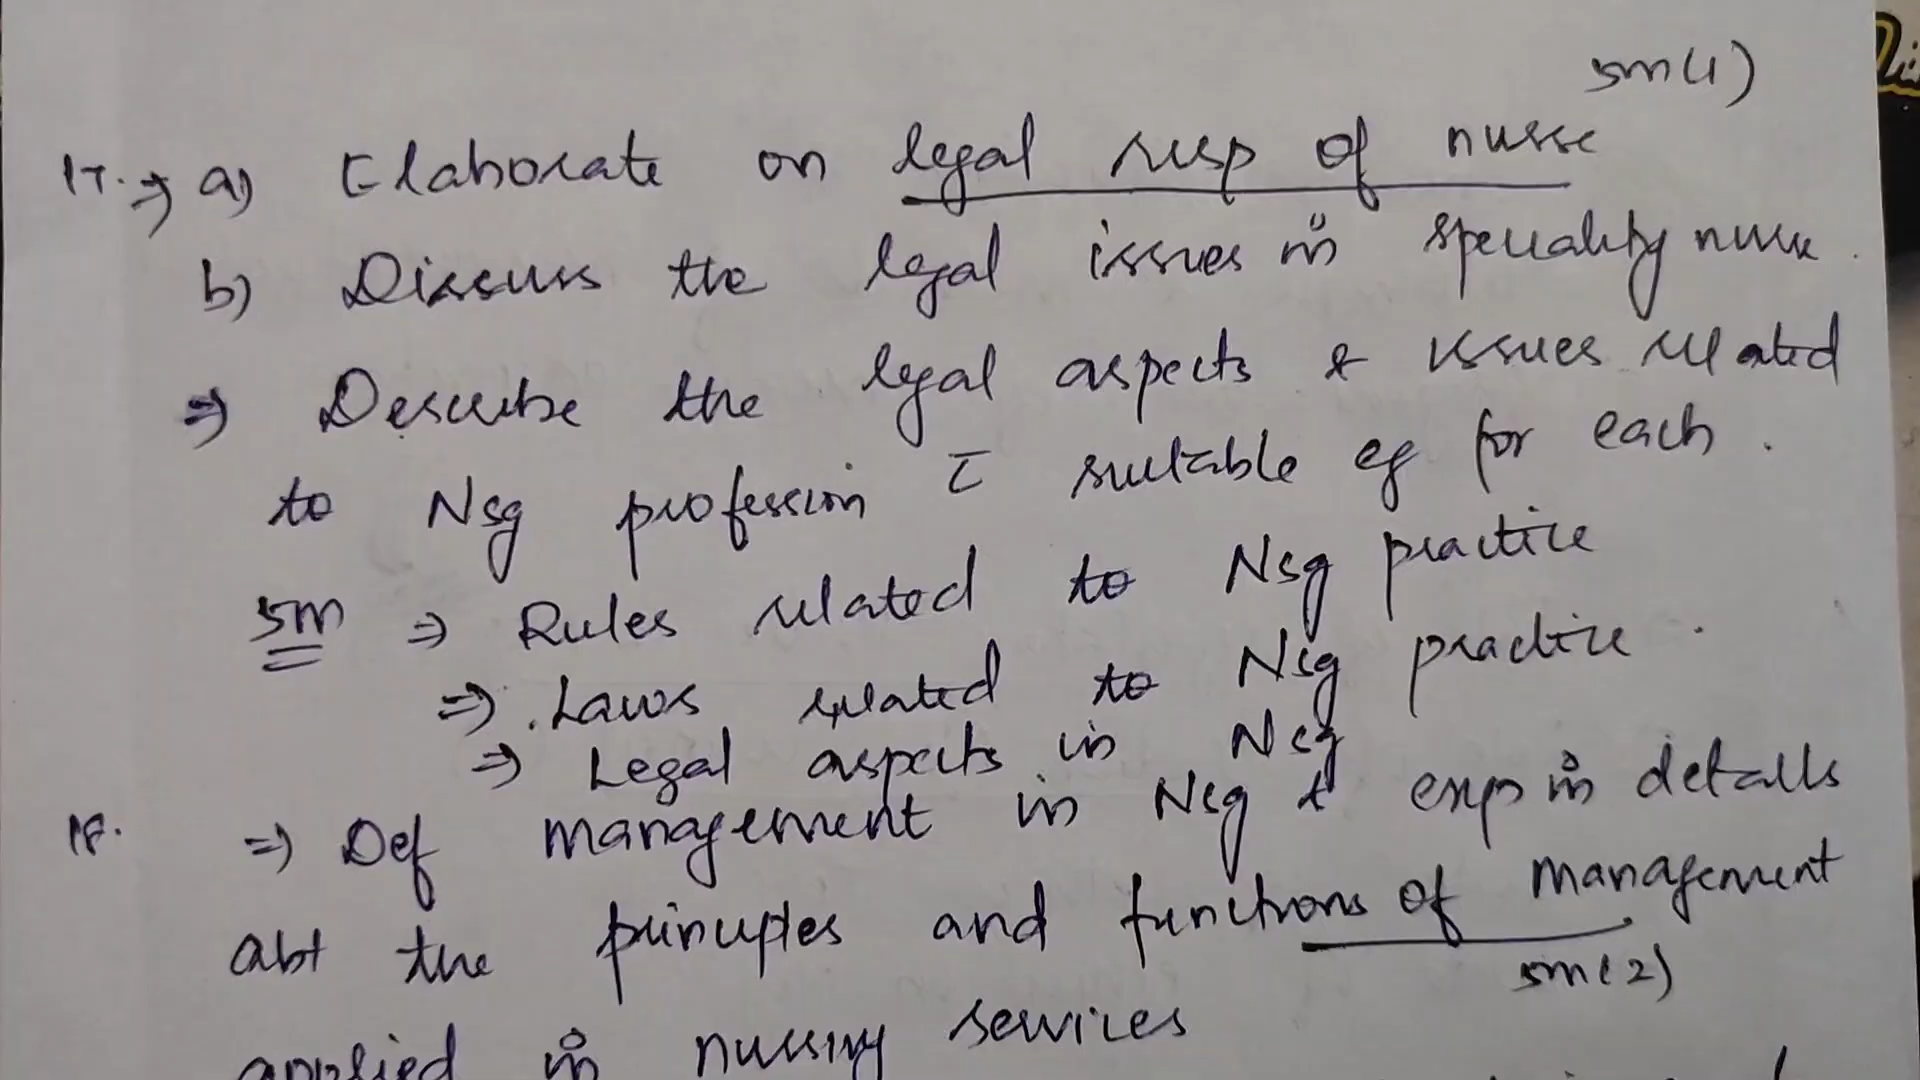 5m(1)
17. ⇒ a) Elaborate on legal resp of nurse
b) Discuss the legal issues in speciality nurse.
⇒ Describe the legal aspects & issues related
to Nsg profession c̄ suitable eg for each.
5m ⇒ Rules related to Nsg practice
⇒ Laws related to Nsg practice.
⇒ Legal aspects in Nsg
18. ⇒ Def management in Nsg & exp in details
abt the principles and functions of management
5m(2)
applied in nursing services